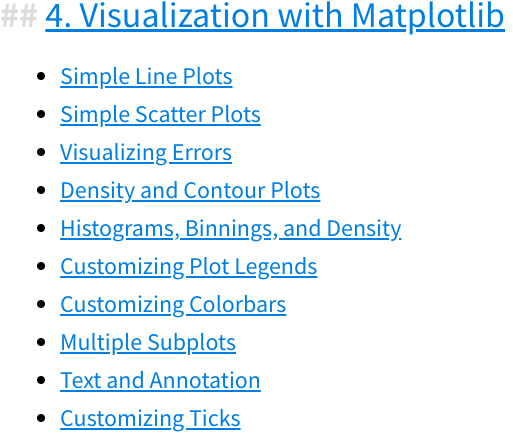 ## 4. Visualization with Matplotlib
• Simple Line Plots
• Simple Scatter Plots
• Visualizing Errors
• Density and Contour Plots
• Histograms, Binnings, and Density
• Customizing Plot Legends
• Customizing Colorbars
• Multiple Subplots
• Text and Annotation
• Customizing Ticks